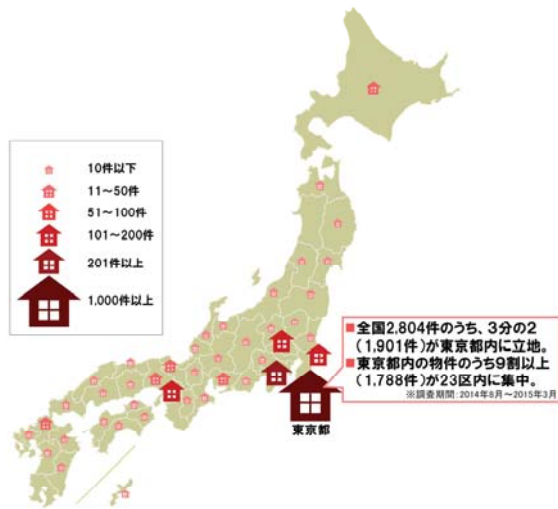 10件以下
11～50件
51～100件
101～200件
201件以上
1,000件以上
■全国2,804件のうち、3分の2
(1,901件)が東京都内に立地。
■東京都内の物件のうち9割以上
(1,788件)が23区内に集中。
※調査期間:2014年8月～2015年3月
東京都